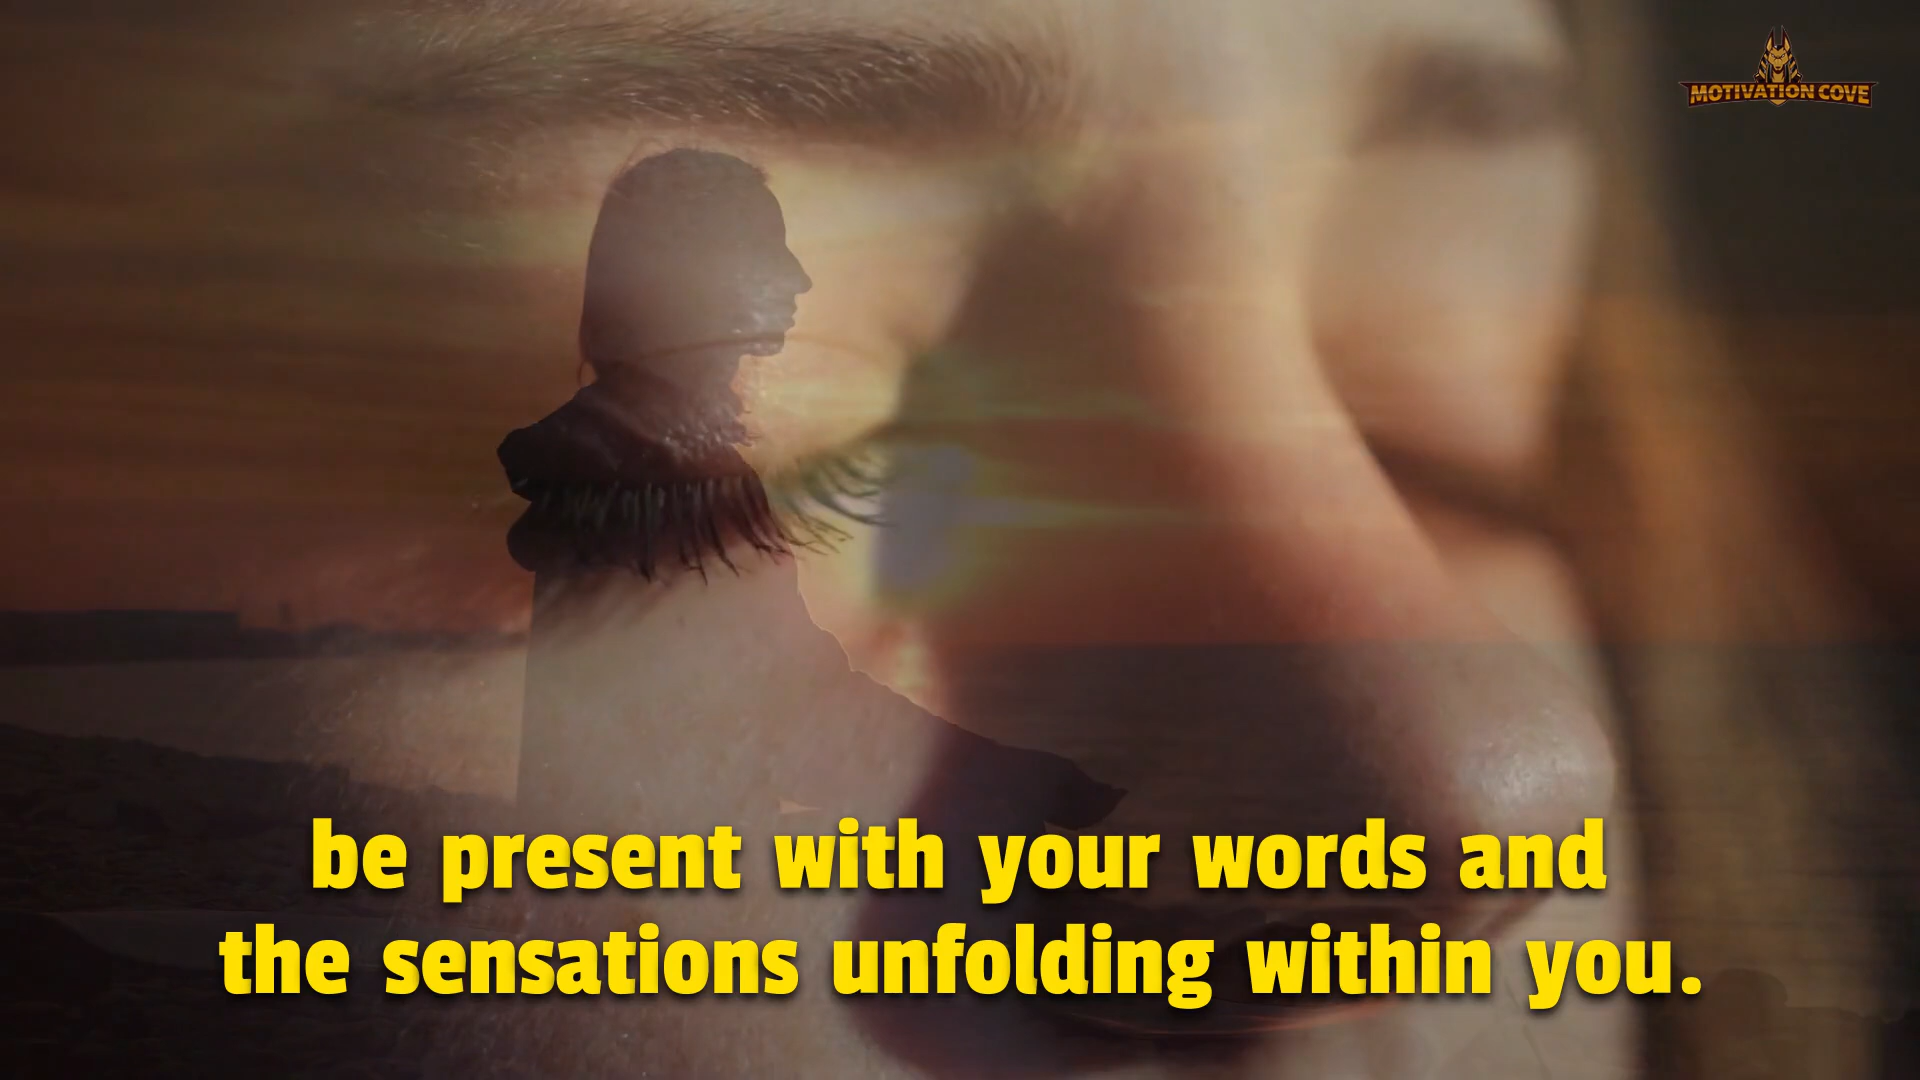 MOTIVATION COVE
be present with your words and
the sensations unfolding within you.